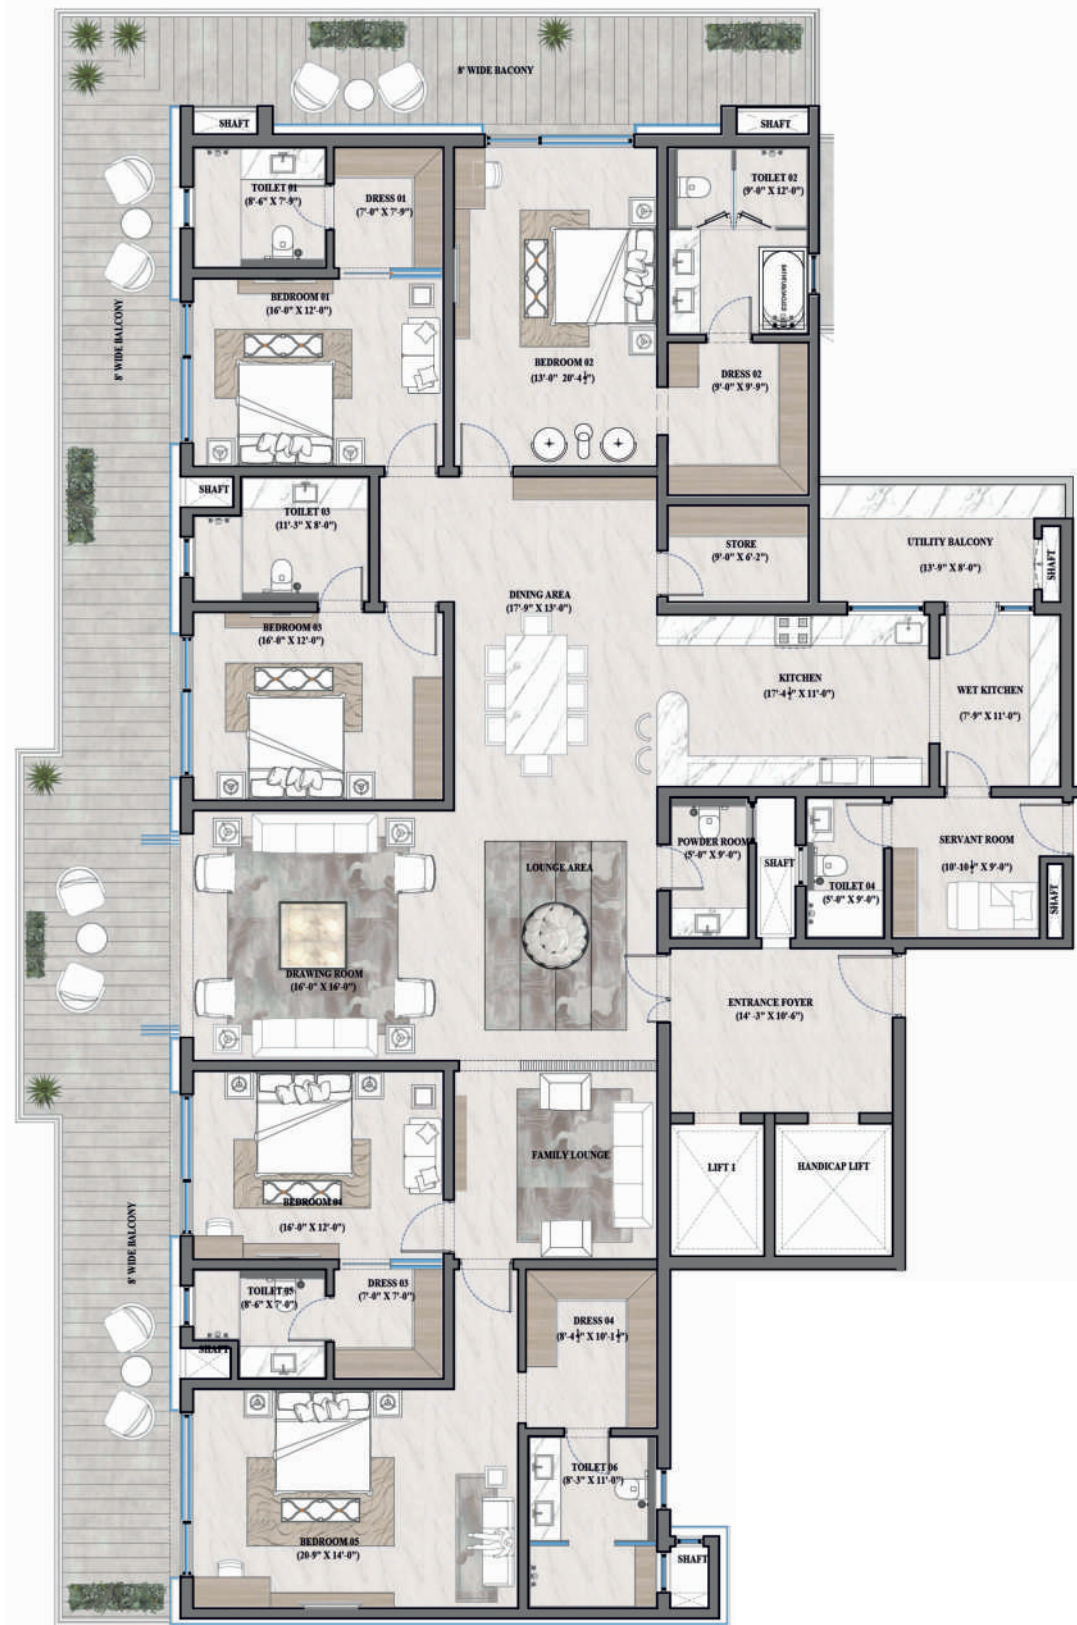 8' WIDE BACONY
SHAFT
SHAFT
TOILET 01
(8'-6" X 7'-9")
DRESS 01
(7'-0" X 7'-9")
TOILET 02
(9'-0" X 12'-0")
BEDROOM 01
(16'-0" X 12'-0")
8' WIDE BALCONY
BEDROOM 02
(13'-0" 20'-4½")
DRESS 02
(9'-0" X 9'-9")
SHAFT
TOILET 03
(11'-3" X 8'-0")
STORE
(9'-0" X 6'-2")
UTILITY BALCONY
(13'-9" X 8'-0")
SHAFT
DINING AREA
(17'-9" X 13'-0")
BEDROOM 03
(16'-0" X 12'-0")
KITCHEN
(17'-4½" X 11'-0")
WET KITCHEN
(7'-9" X 11'-0")
POWDER ROOM
(5'-0" X 9'-0")
SHAFT
TOILET 04
(5'-0" X 9'-0")
SERVANT ROOM
(10'-10½" X 9'-0")
SHAFT
LOUNGE AREA
DRAWING ROOM
(16'-0" X 16'-0")
ENTRANCE FOYER
(14' -3" X 10'-6")
FAMILY LOUNGE
LIFT 1
HANDICAP LIFT
BEDROOM 04
(16'-0" X 12'-0")
8' WIDE BALCONY
TOILET 05
(8'-6" X 7'-0")
DRESS 03
(7'-0" X 7'-0")
DRESS 04
(8'-4½" X 10'-1½")
SHAFT
TOILET 06
(8'-3" X 11'-0")
BEDROOM 05
(20-9" X 14'-0")
SHAFT